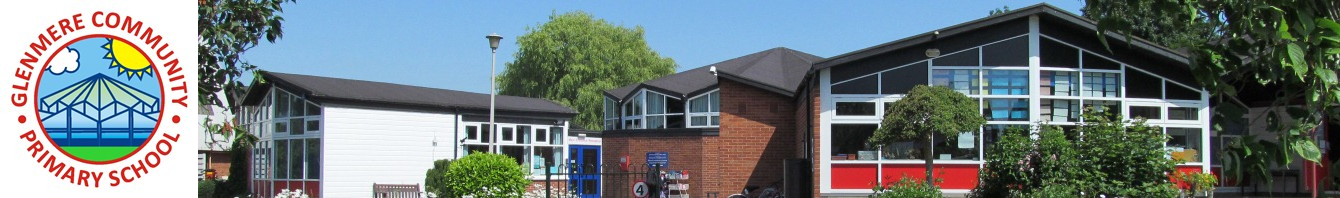 GLENMERE COMMUNITY
• PRIMARY SCHOOL •
4